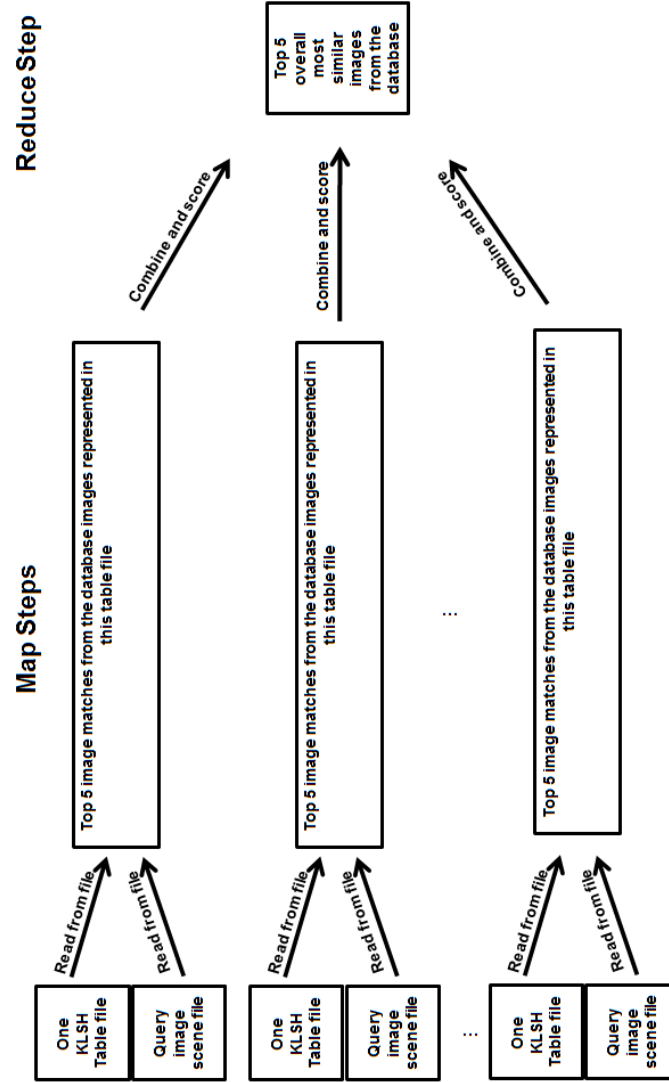 Map Steps
Reduce Step
One
KLSH
Table file
Query
image
scene file
Read from file
Read from file
Top 5 image matches from the database images represented in
this table file
Combine and score
One
KLSH
Table file
Query
image
scene file
Read from file
Read from file
Top 5 image matches from the database images represented in
this table file
Combine and score
Top 5
overall
most
similar
images
from the
database
...
...
One
KLSH
Table file
Query
image
scene file
Read from file
Read from file
Top 5 image matches from the database images represented in
this table file
Combine and score